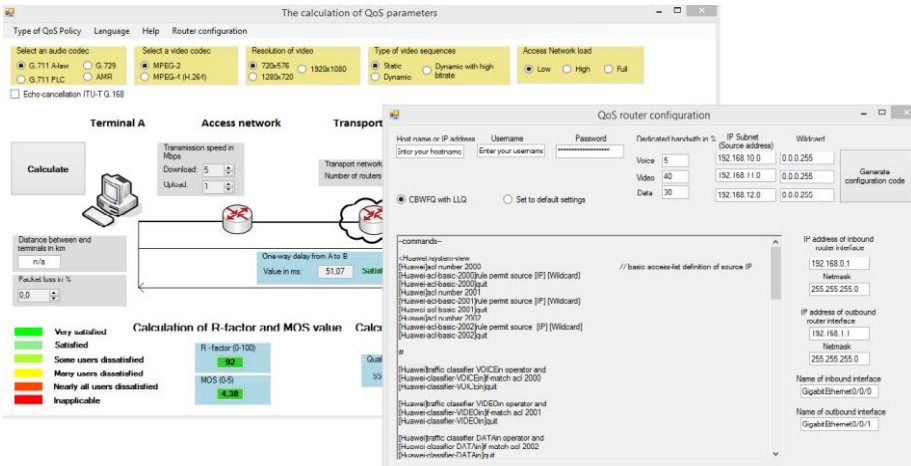 The calculation of QoS parameters
Type of QoS Policy Language Help Router configuration
Select an audio codec
G.711 A-law
G.729
G.711 PLC
AMR
Select a video codec
MPEG-2
MPEG-4 (H.264)
Resolution of video
720x576
1920x1080
1280x720
Type of video sequences
Static
Dynamic with high bitrate
Dynamic
Access Network load
Low
High
Full
Echo-cancellation ITU-T G.168
Terminal A
Access network
Calculate
Transmission speed in
Mbps
Download: 5
Upload: 1
Number of routers
Distance between end
terminals in km
n/a
Packet loss in %
0,0
One-way delay from A to B
Value in ms: 51,07
Very satisfied
Satisfied
Some users dissatisfied
Many users dissatisfied
Nearly all users dissatisfied
Inapplicable
Calculation of R-factor and MOS value
R - factor (0-100)
92
MOS (0-5)
4,38
QoS router configuration
Host name or IP address
Enter your hostname
Username
Enter your username
Password
********************
Dedicated bandwith in %
Voice 5
Video 40
Data 30
IP Subnet
(Source address)
192.168.10.0
192.168.11.0
192.168.12.0
Wildcard
0.0.0.255
0.0.0.255
0.0.0.255
Generate
configuration code
CBWFQ with LLQ
Set to default settings
--commands--
<Huawei>system-view
[Huawei]acl number 2000 //basic access-list definition of source IP
[Huawei-acl-basic-2000]rule permit source [IP] [Wildcard]
[Huawei-acl-basic-2000]quit
[Huawei]acl number 2001
[Huawei-acl-basic-2001]rule permit source [IP] [Wildcard]
[Huawei-acl-basic-2001]quit
[Huawei]acl number 2002
[Huawei-acl-basic-2002]rule permit source [IP] [Wildcard]
[Huawei-acl-basic-2002]quit
#
[Huawei]traffic classifier VOICEin operator and
[Huawei-classifier-VOICEin]if-match acl 2000
[Huawei-classifier-VOICEin]quit
[Huawei]traffic classifier VIDEOin operator and
[Huawei-classifier-VIDEOin]if-match acl 2001
[Huawei-classifier-VIDEOin]quit
[Huawei]traffic classifier DATAin operator and
[Huawei-classifier-DATAin]if-match acl 2002
[Huawei-classifier-DATAin]quit
IP address of inbound
router interface
192.168.0.1
Netmask:
255.255.255.0
IP address of outbound
router interface
192.168.1.1
Netmask:
255.255.255.0
Name of inbound interface
GigabitEthernet0/0/0
Name of outbound interface
GigabitEthernet0/0/1